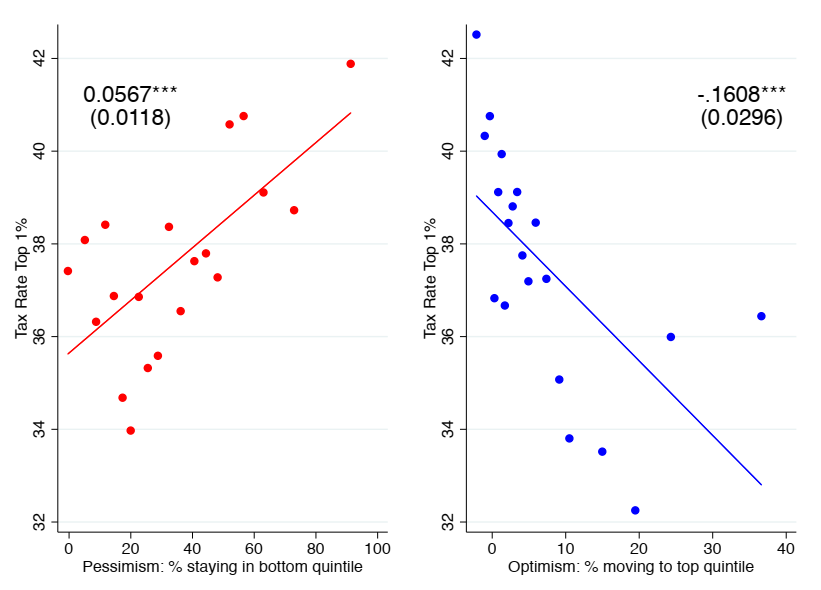 0.0567***
(0.0118)
Tax Rate Top 1%
42
40
38
36
34
32
0 20 40 60 80 100
Pessimism: % staying in bottom quintile
-.1608***
(0.0296)
Tax Rate Top 1%
42
40
38
36
34
32
0 10 20 30 40
Optimism: % moving to top quintile